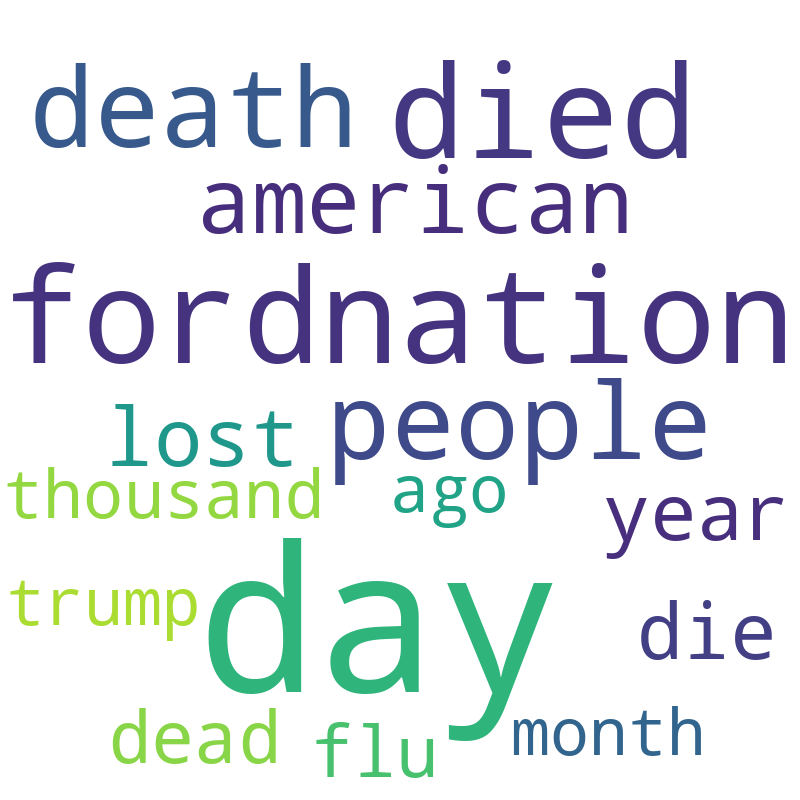 death died
american
fordnation
lost people
thousand ago year
trump day die
dead flu month